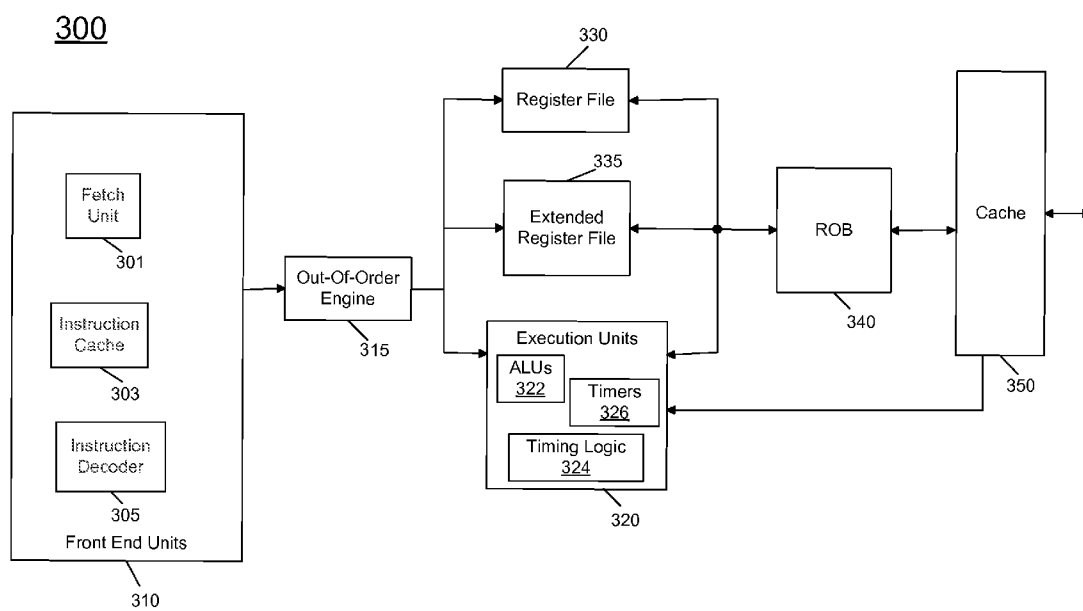 300
Fetch
Unit
301
Instruction
Cache
303
Instruction
Decoder
305
Front End Units
310
Out-Of-Order
Engine
315
330
Register File
335
Extended
Register File
Execution Units
ALUs
322
Timers
326
Timing Logic
324
320
ROB
340
Cache
350